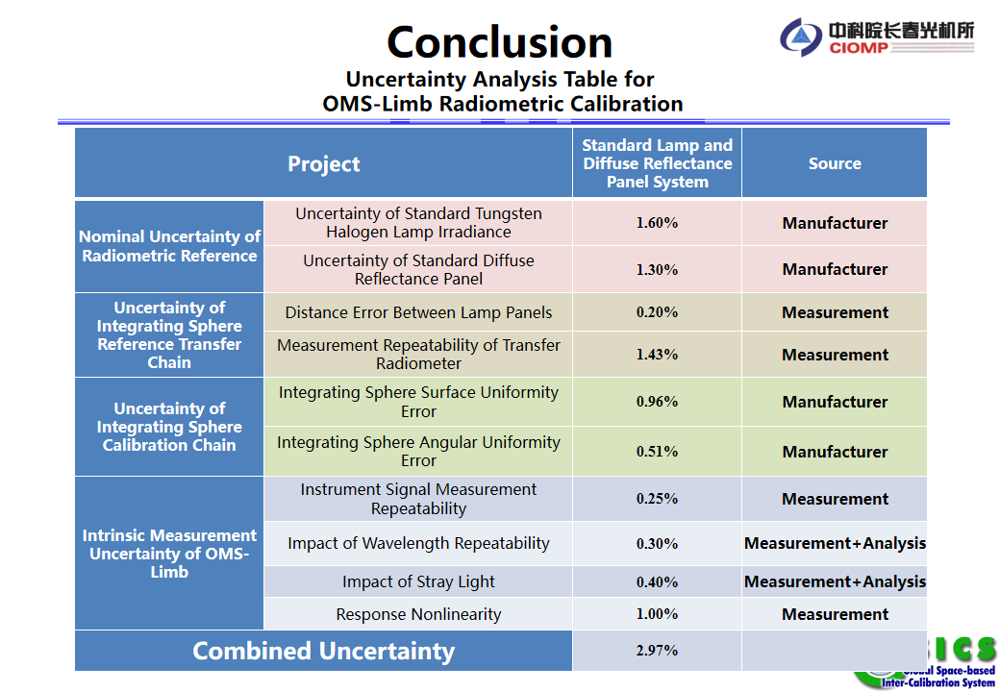 Conclusion
中科院长春光机所
CIOMP
Uncertainty Analysis Table for
OMS-Limb Radiometric Calibration
Project
Standard Lamp and
Diffuse Reflectance
Panel System
Source
Nominal Uncertainty of
Radiometric Reference
Uncertainty of Standard Tungsten
Halogen Lamp Irradiance
1.60%
Manufacturer
Uncertainty of Standard Diffuse
Reflectance Panel
1.30%
Manufacturer
Uncertainty of
Integrating Sphere
Reference Transfer
Chain
Distance Error Between Lamp Panels
0.20%
Measurement
Measurement Repeatability of Transfer
Radiometer
1.43%
Measurement
Uncertainty of
Integrating Sphere
Calibration Chain
Integrating Sphere Surface Uniformity
Error
0.96%
Manufacturer
Integrating Sphere Angular Uniformity
Error
0.51%
Manufacturer
Intrinsic Measurement
Uncertainty of OMS-
Limb
Instrument Signal Measurement
Repeatability
0.25%
Measurement
Impact of Wavelength Repeatability
0.30%
Measurement+Analysis
Impact of Stray Light
0.40%
Measurement+Analysis
Response Nonlinearity
1.00%
Measurement
Combined Uncertainty
2.97%
SICS
Space-based
Inter-Calibration System